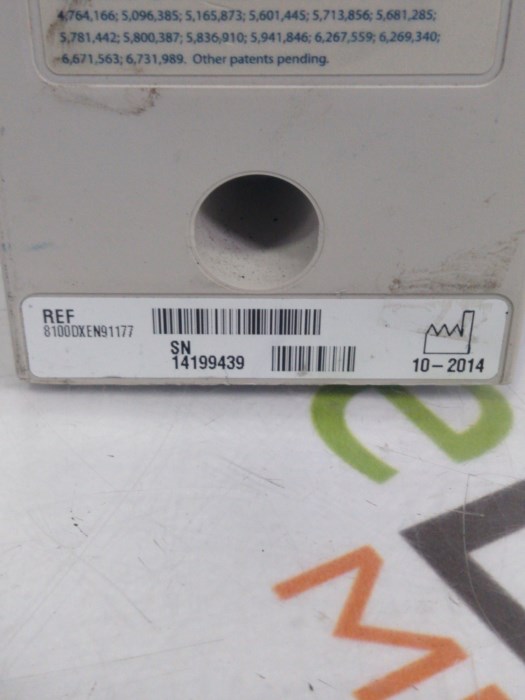 4,764,166; 5,096,385; 5,165,873; 5,601,445; 5,713,856; 5,681,285;
5,781,442; 5,800,387; 5,836,910; 5,941,846; 6,267,559; 6,269,340;
6,671,563; 6,731,989. Other patents pending.
REF
8100DXEN91177
SN
14199439
10-2014